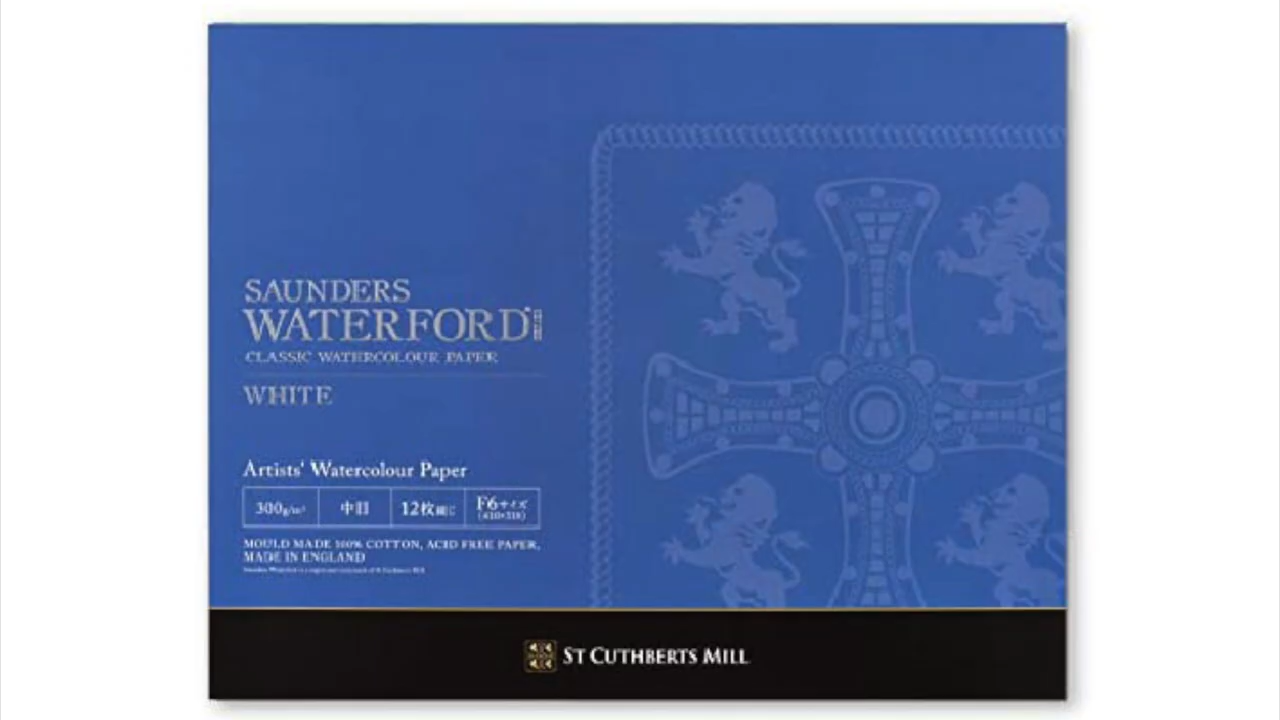 SAUNDERS
WATERFORD
CLASSIC WATERCOLOUR PAPER
WHITE
Artists' Watercolour Paper
300g/m² 中目 12枚 F6サイズ
MOULD MADE 100% COTTON, ACID FREE PAPER,
MADE IN ENGLAND
ST CUTHBERTS MILL